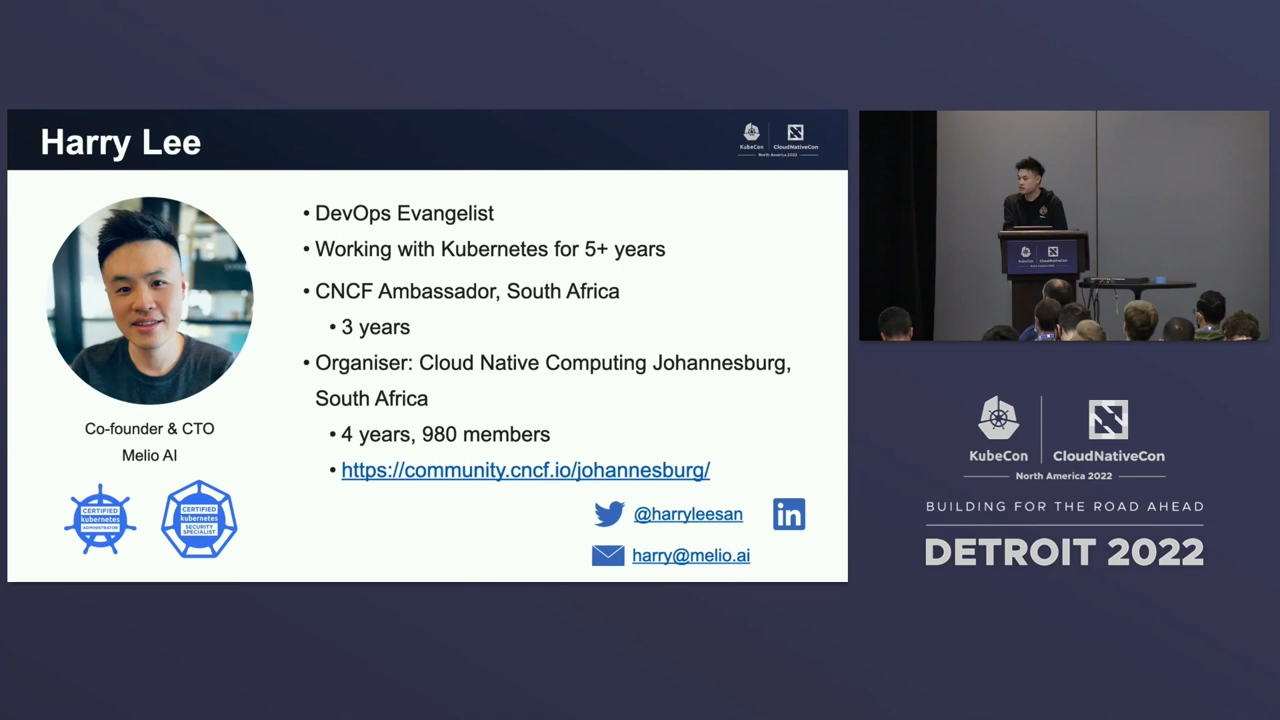 Harry Lee
KubeCon
CloudNativeCon
North America 2022
• DevOps Evangelist
• Working with Kubernetes for 5+ years
• CNCF Ambassador, South Africa
• 3 years
• Organiser: Cloud Native Computing Johannesburg,
South Africa
• 4 years, 980 members
• https://community.cncf.io/johannesburg/
Co-founder & CTO
Melio AI
CERTIFIED
kubernetes
ADMINISTRATOR
CERTIFIED
kubernetes
SECURITY
SPECIALIST
@harryleesan
in
harry@melio.ai
KubeCon
CloudNativeCon
KubeCon
CloudNativeCon
North America 2022
BUILDING FOR THE ROAD AHEAD
DETROIT 2022